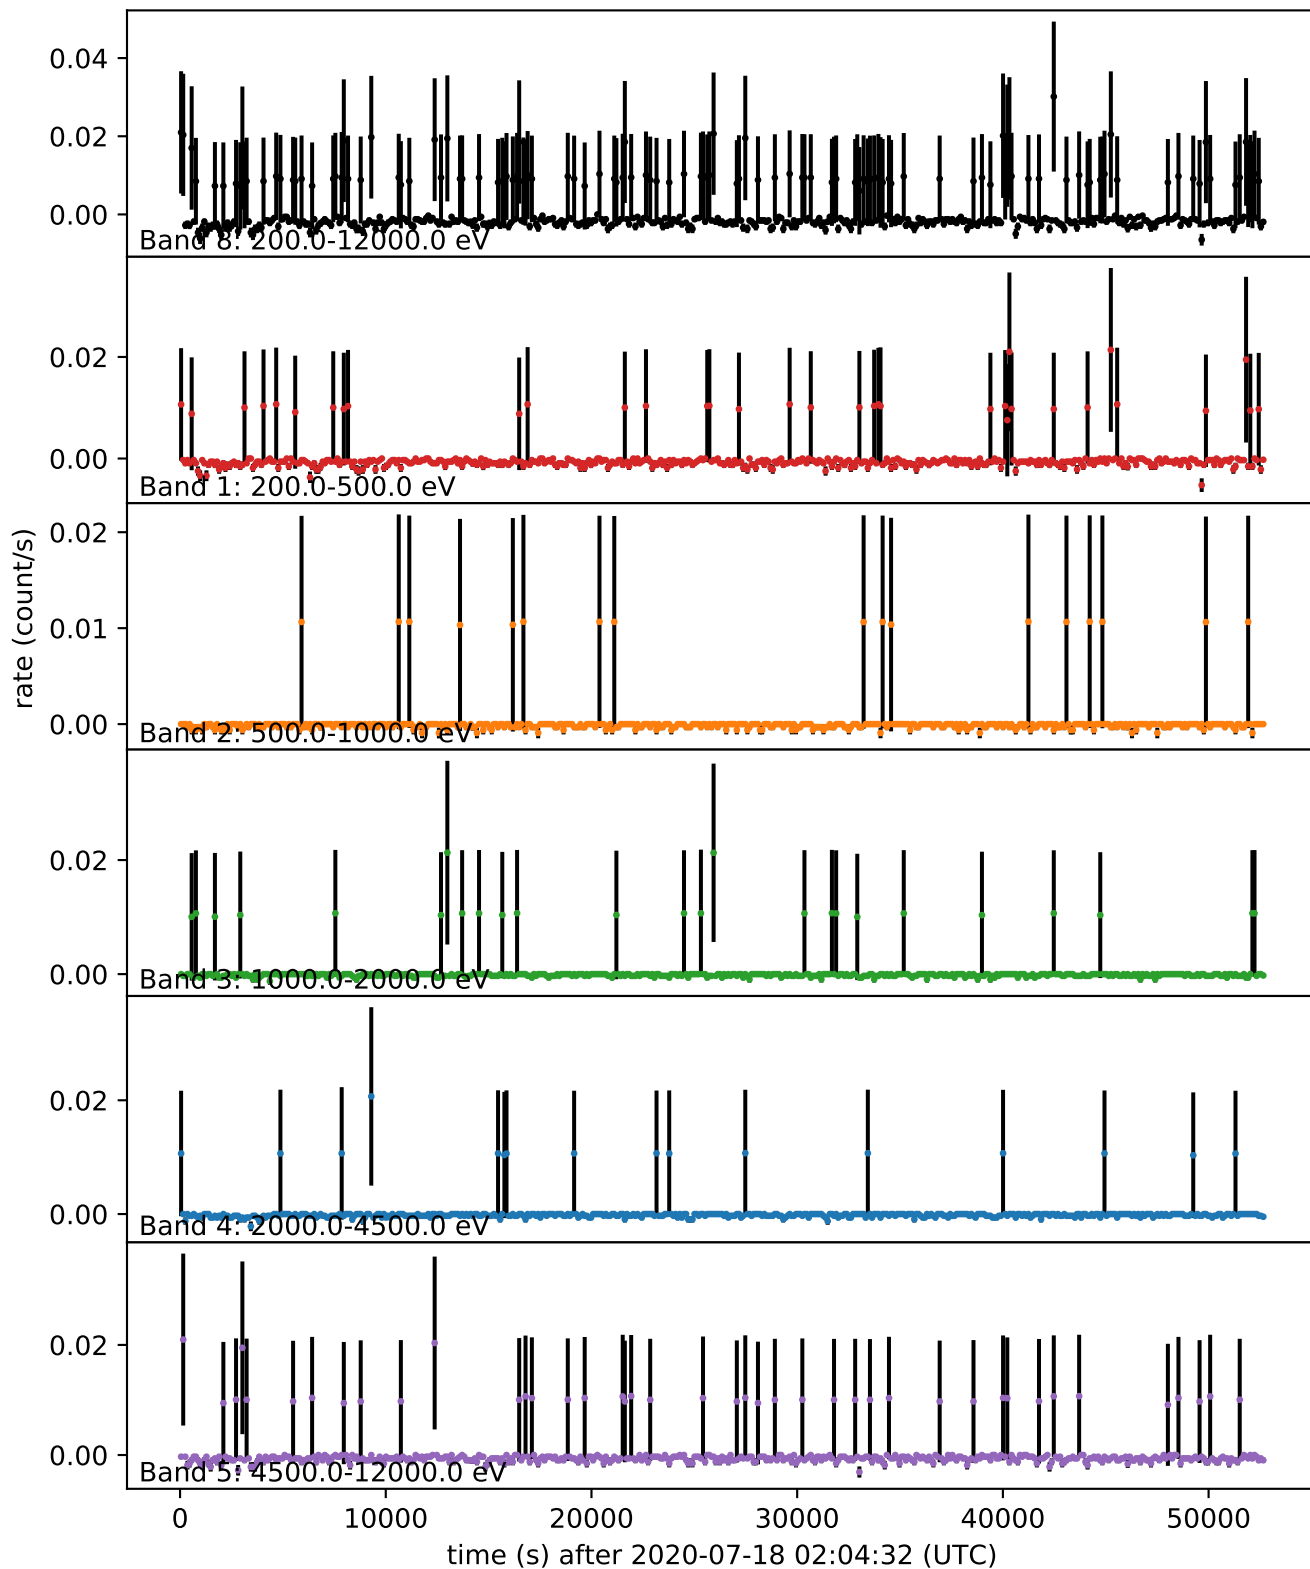 0.04
0.02
0.00
Band 8: 200.0-12000.0 eV
0.02
0.00
Band 1: 200.0-500.0 eV
0.02
0.01
0.00
Band 2: 500.0-1000.0 eV
rate (count/s)
0.02
0.00
Band 3: 1000.0-2000.0 eV
0.02
0.00
Band 4: 2000.0-4500.0 eV
0.02
0.00
Band 5: 4500.0-12000.0 eV
0 10000 20000 30000 40000 50000
time (s) after 2020-07-18 02:04:32 (UTC)